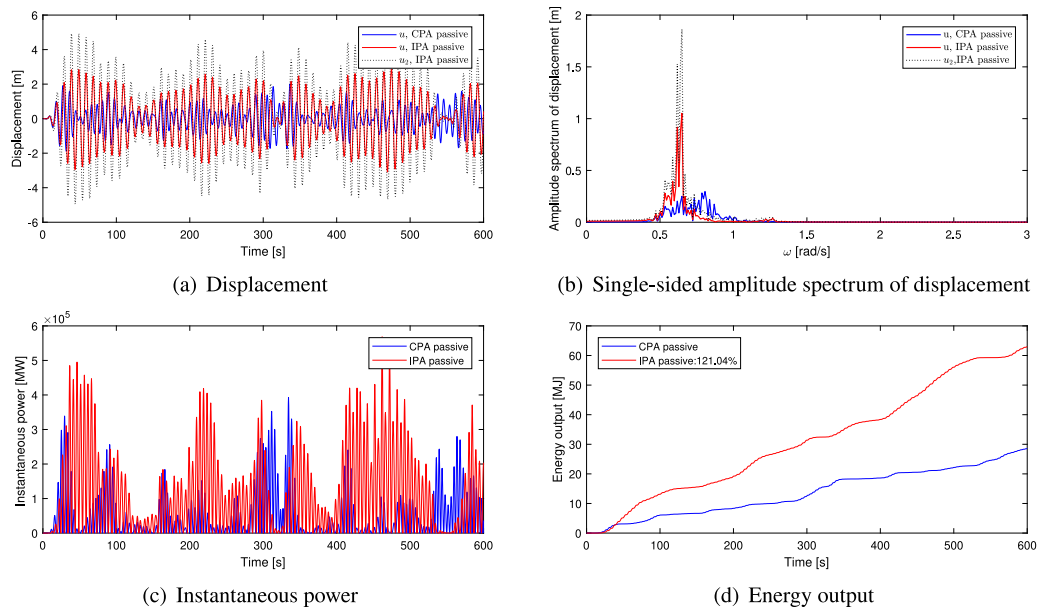 6
4
2
0
-2
-4
-6
Displacement [m]
u, CPA passive
u, IPA passive
u₂, IPA passive
0 100 200 300 400 500 600
Time [s]
(a) Displacement
2
1.5
1
0.5
0
Amplitude spectrum of displacement [m]
u, CPA passive
u, IPA passive
u₂,IPA passive
0 0.5 1 1.5 2 2.5 3
ω [rad/s]
(b) Single-sided amplitude spectrum of displacement
×10⁵
6
5
4
3
2
1
0
Instantaneous power [MW]
CPA passive
IPA passive
0 100 200 300 400 500 600
Time [s]
(c) Instantaneous power
70
60
50
40
30
20
10
0
Energy output [MJ]
CPA passive
IPA passive:121.04%
0 100 200 300 400 500 600
Time [s]
(d) Energy output